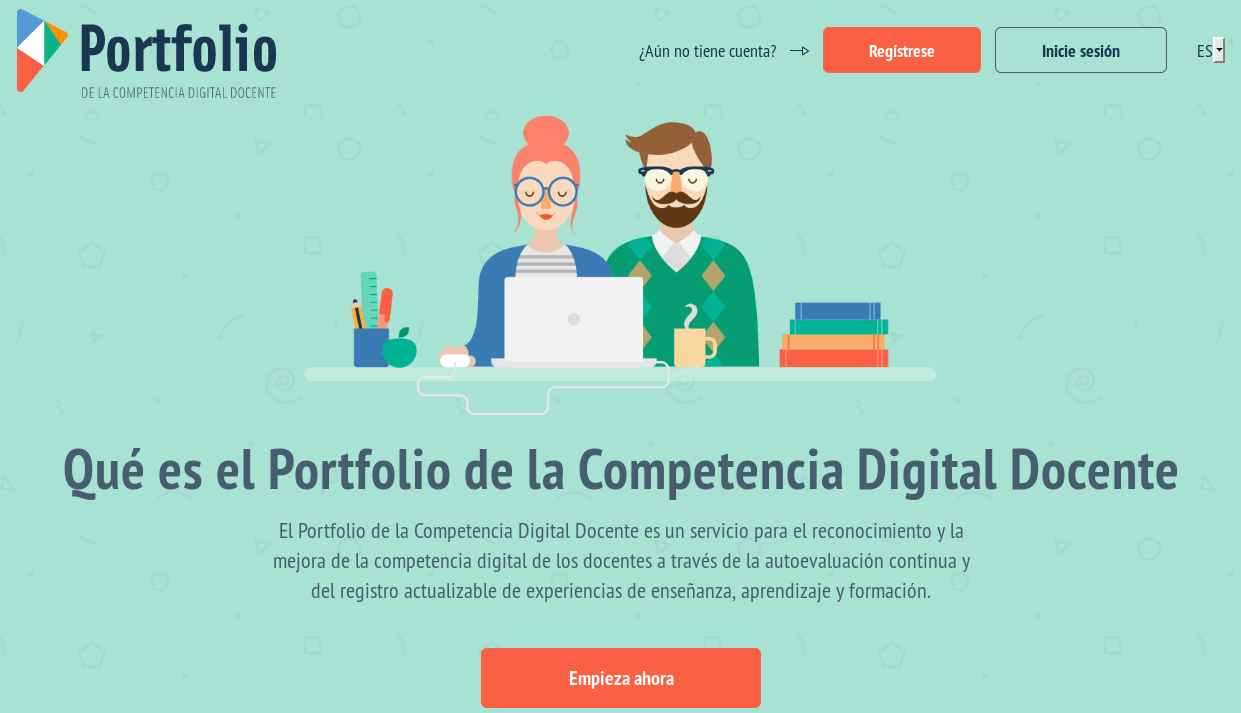 Portfolio
DE LA COMPETENCIA DIGITAL DOCENTE
¿Aún no tiene cuenta?
Regístrese
Inicie sesión
ES
Qué es el Portfolio de la Competencia Digital Docente
El Portfolio de la Competencia Digital Docente es un servicio para el reconocimiento y la
mejora de la competencia digital de los docentes a través de la autoevaluación continua y
del registro actualizable de experiencias de enseñanza, aprendizaje y formación.
Empieza ahora